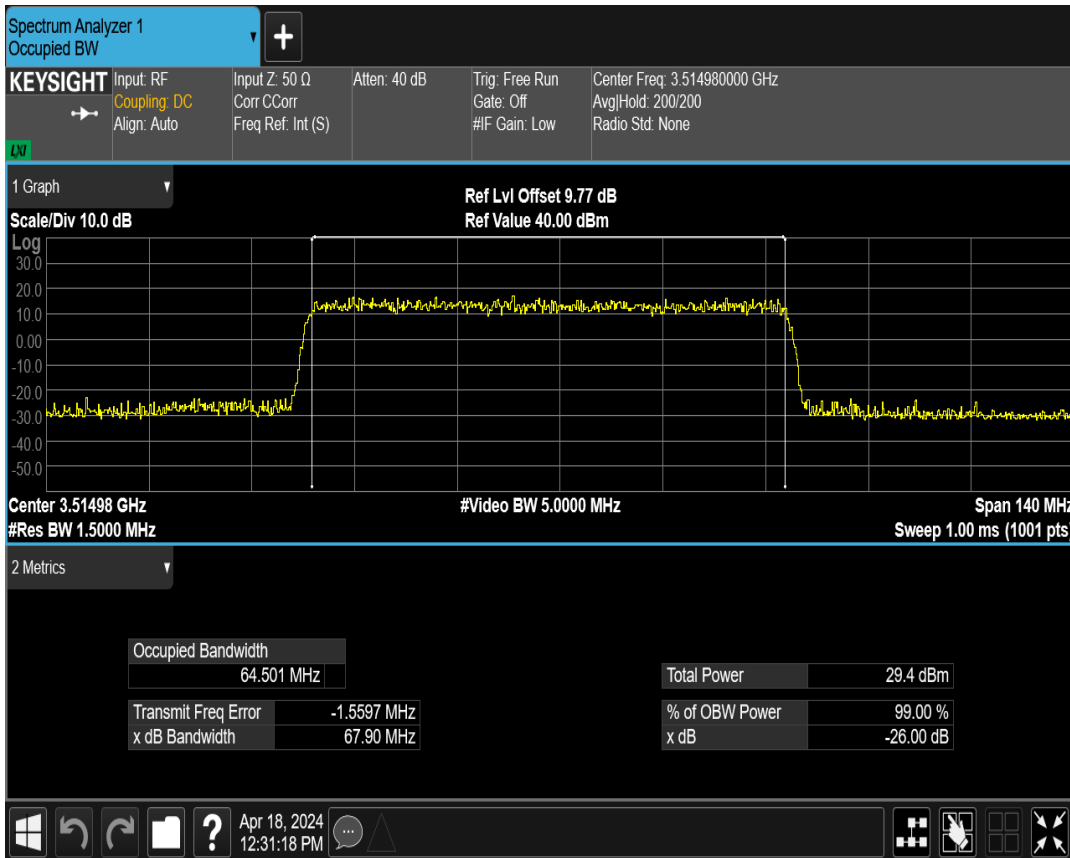 Spectrum Analyzer 1
Occupied BW
KEYSIGHT
LXI
Input: RF
Coupling: DC
Align: Auto
Input Z: 50 Ω
Corr CCorr
Freq Ref: Int (S)
Atten: 40 dB
Trig: Free Run
Gate: Off
#IF Gain: Low
Center Freq: 3.514980000 GHz
Avg|Hold: 200/200
Radio Std: None
1 Graph
Scale/Div 10.0 dB
Ref Lvl Offset 9.77 dB
Ref Value 40.00 dBm
Log
30.0
20.0
10.0
0.00
-10.0
-20.0
-30.0
-40.0
-50.0
Center 3.51498 GHz
#Video BW 5.0000 MHz
Span 140 MHz
#Res BW 1.5000 MHz
Sweep 1.00 ms (1001 pts)
2 Metrics
Occupied Bandwidth
64.501 MHz
Transmit Freq Error -1.5597 MHz
x dB Bandwidth 67.90 MHz
Total Power 29.4 dBm
% of OBW Power 99.00 %
x dB -26.00 dB
?
Apr 18, 2024
12:31:18 PM